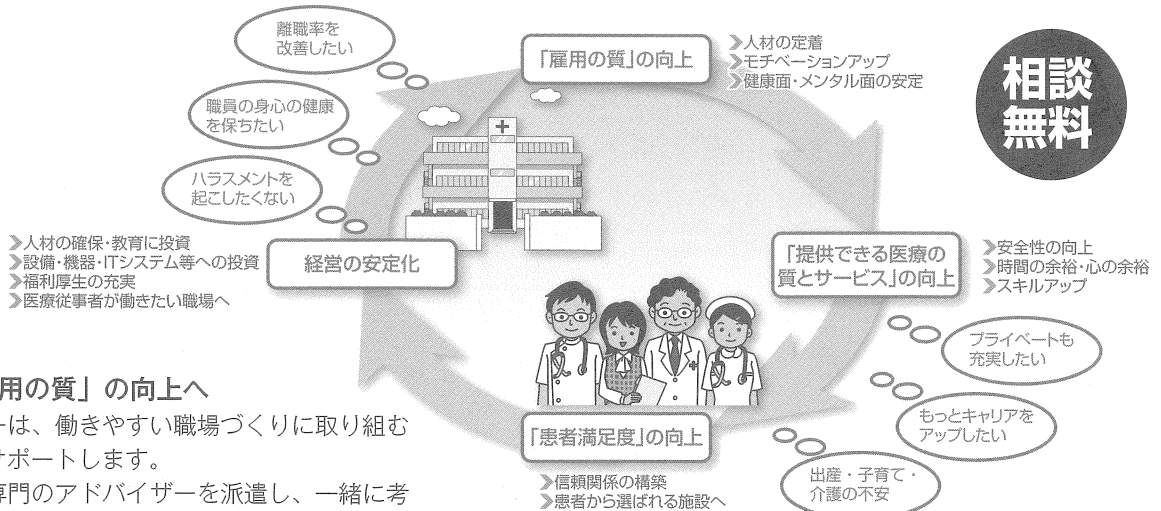 離職率を
改善したい
職員の身心の健康
を保ちたい
ハラスメントを
起こしたくない
「雇用の質」の向上
❯人材の定着
❯モチベーションアップ
❯健康面・メンタル面の安定
相談
無料
❯人材の確保・教育に投資
❯設備・機器・ITシステム等への投資
❯福利厚生の充実
❯医療従事者が働きたい職場へ
経営の安定化
「提供できる医療の
質とサービス」の向上
❯安全性の向上
❯時間の余裕・心の余裕
❯スキルアップ
プライベートも
充実したい
もっとキャリアを
アップしたい
出産・子育て・
介護の不安
「患者満足度」の向上
❯信頼関係の構築
❯患者から選ばれる施設へ
用の質」の向上へ
ーは、働きやすい職場づくりに取り組む
サポートします。
専門のアドバイザーを派遣し、一緒に考